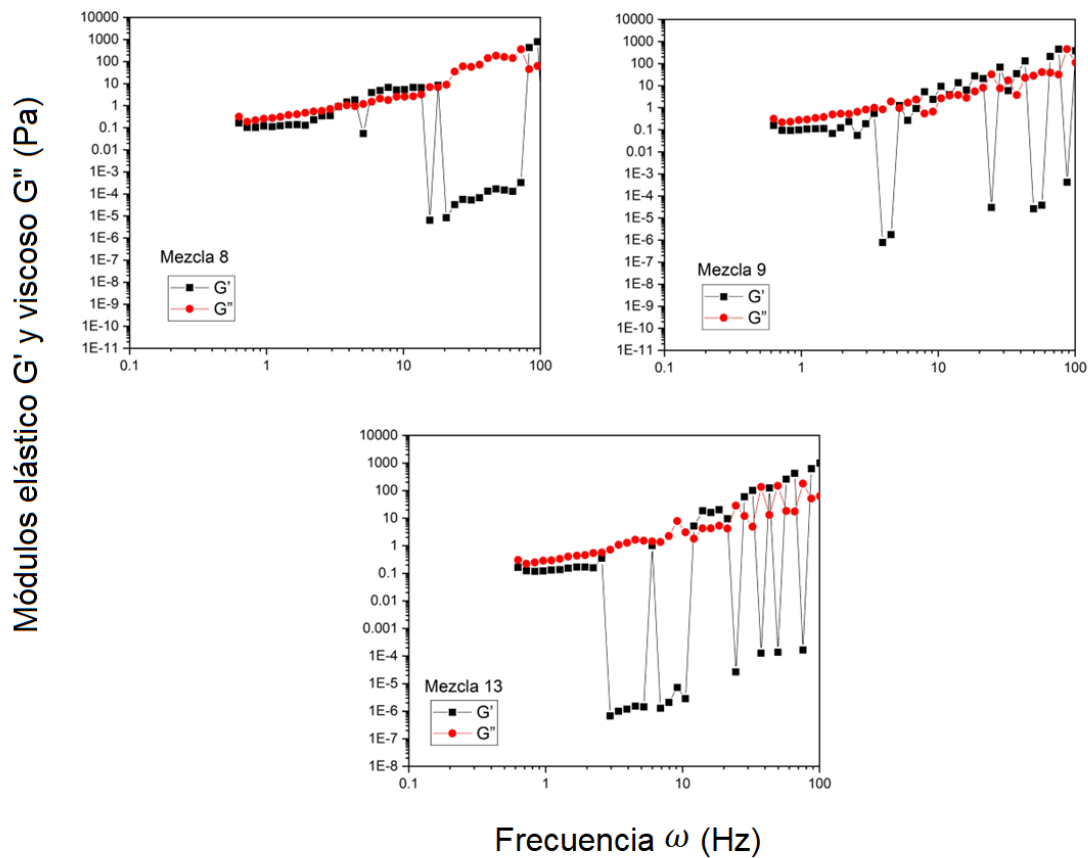 Módulos elástico G' y viscoso G" (Pa)
10000
1000
100
10
1
0.1
0.01
1E-3
1E-4
1E-5
1E-6
1E-7
1E-8
1E-9
1E-10
1E-11
0.1
1
10
100
Mezcla 8
G'
G"
10000
1000
100
10
1
0.1
0.01
1E-3
1E-4
1E-5
1E-6
1E-7
1E-8
1E-9
1E-10
1E-11
0.1
1
10
100
Mezcla 9
G'
G"
10000
1000
100
10
1
0.1
0.01
0.001
1E-4
1E-5
1E-6
1E-7
1E-8
0.1
1
10
100
Mezcla 13
G'
G"
Frecuencia ω (Hz)